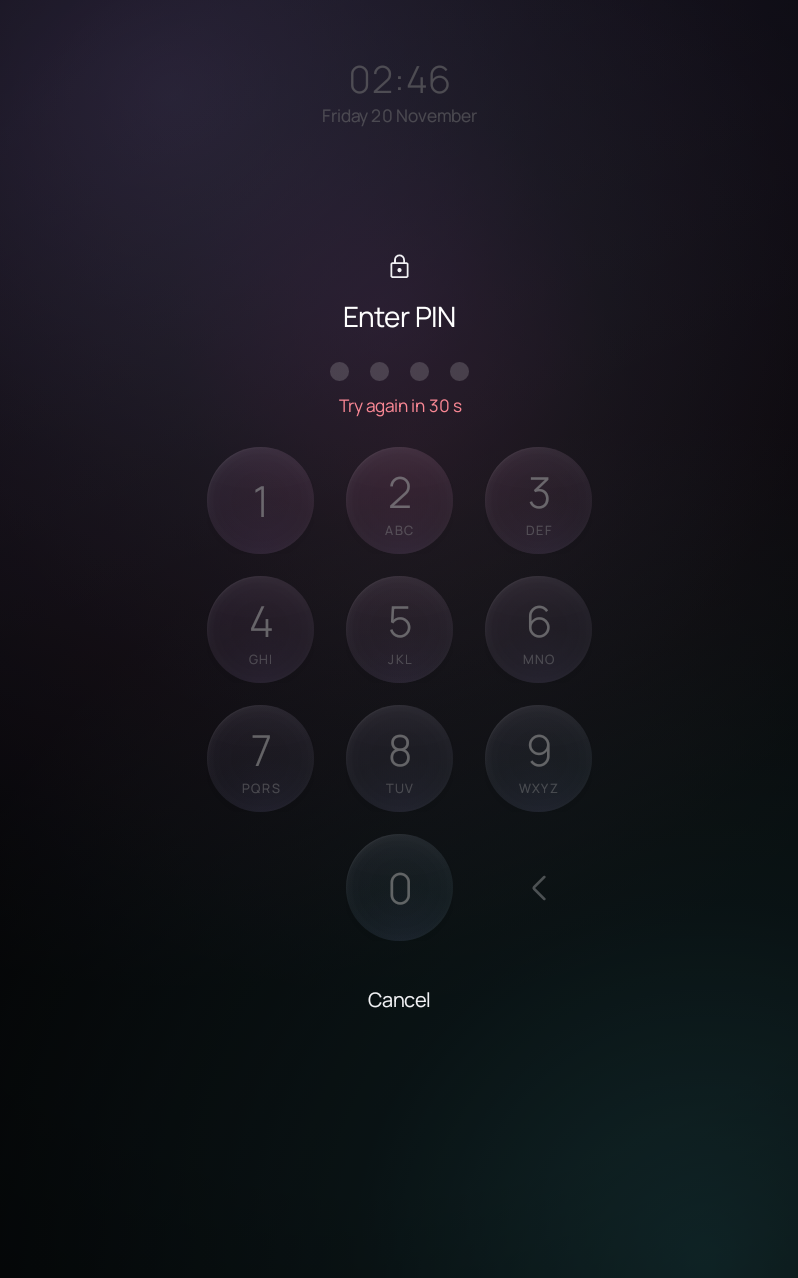 02:46
Friday 20 November
Enter PIN
Try again in 30 s
1
2
ABC
3
DEF
4
GHI
5
JKL
6
MNO
7
PQRS
8
TUV
9
WXYZ
0
Cancel